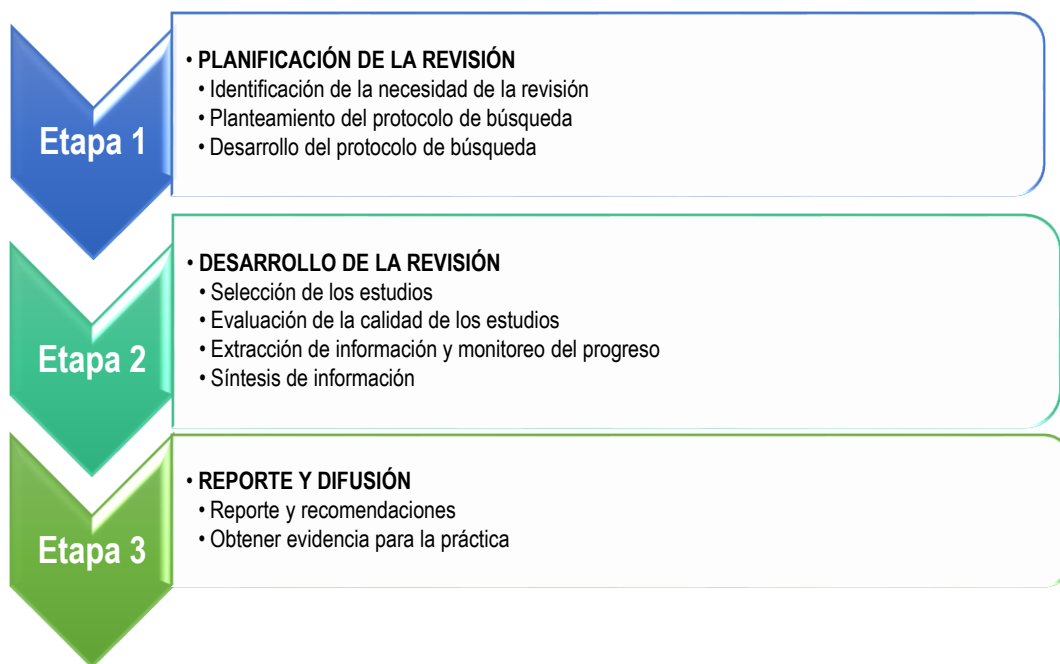 Etapa 1
• PLANIFICACIÓN DE LA REVISIÓN
• Identificación de la necesidad de la revisión
• Planteamiento del protocolo de búsqueda
• Desarrollo del protocolo de búsqueda
Etapa 2
• DESARROLLO DE LA REVISIÓN
• Selección de los estudios
• Evaluación de la calidad de los estudios
• Extracción de información y monitoreo del progreso
• Síntesis de información
Etapa 3
• REPORTE Y DIFUSIÓN
• Reporte y recomendaciones
• Obtener evidencia para la práctica